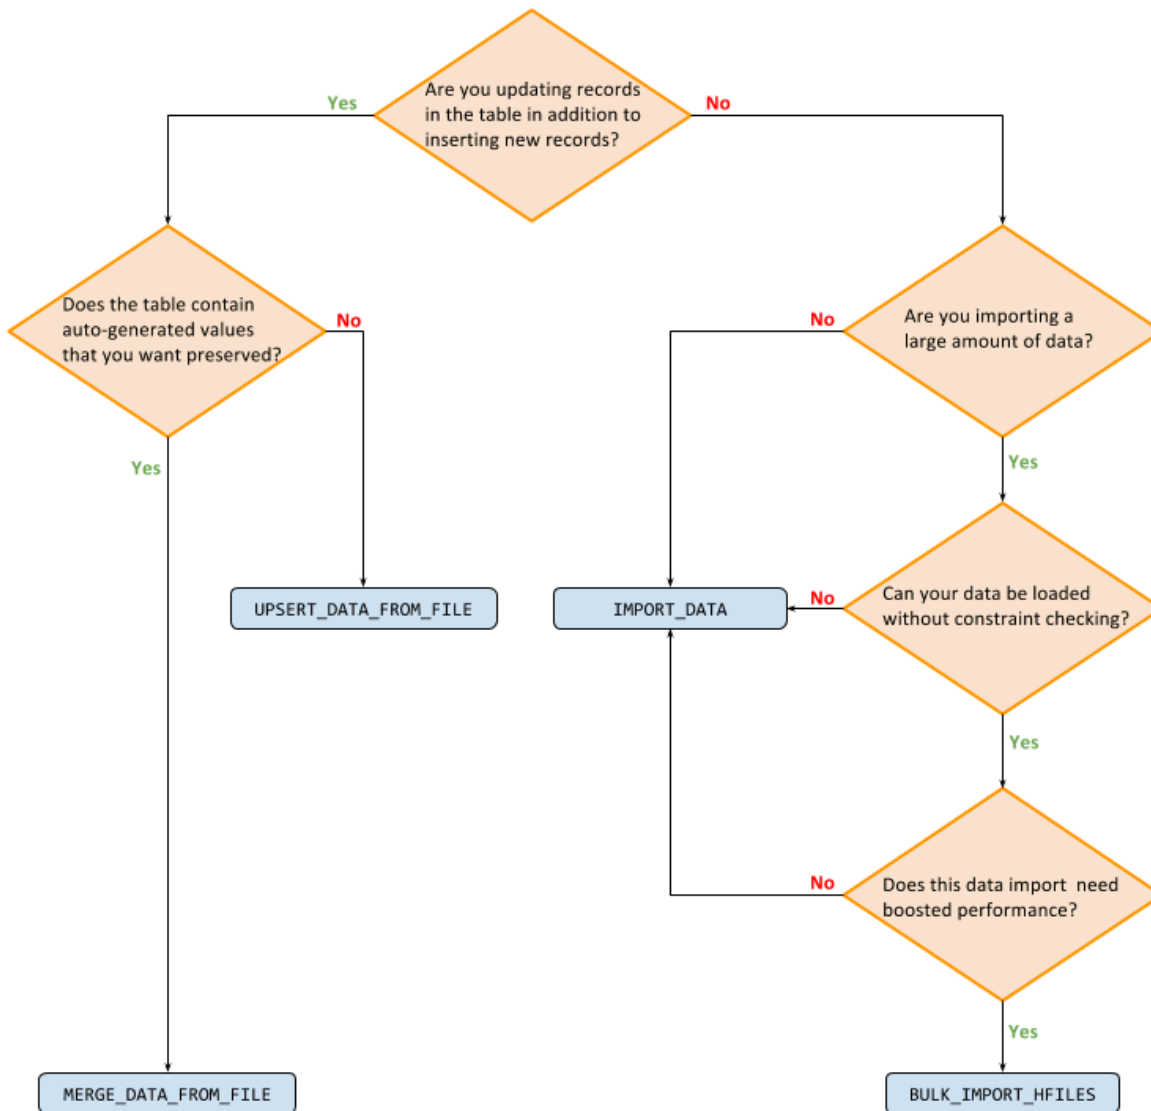 Are you updating records
in the table in addition to
inserting new records?
Yes
No
Does the table contain
auto-generated values
that you want preserved?
No
Yes
Are you importing a
large amount of data?
No
Yes
UPSERT_DATA_FROM_FILE
IMPORT_DATA
No
Can your data be loaded
without constraint checking?
Yes
No
Does this data import need
boosted performance?
Yes
MERGE_DATA_FROM_FILE
BULK_IMPORT_HFILES